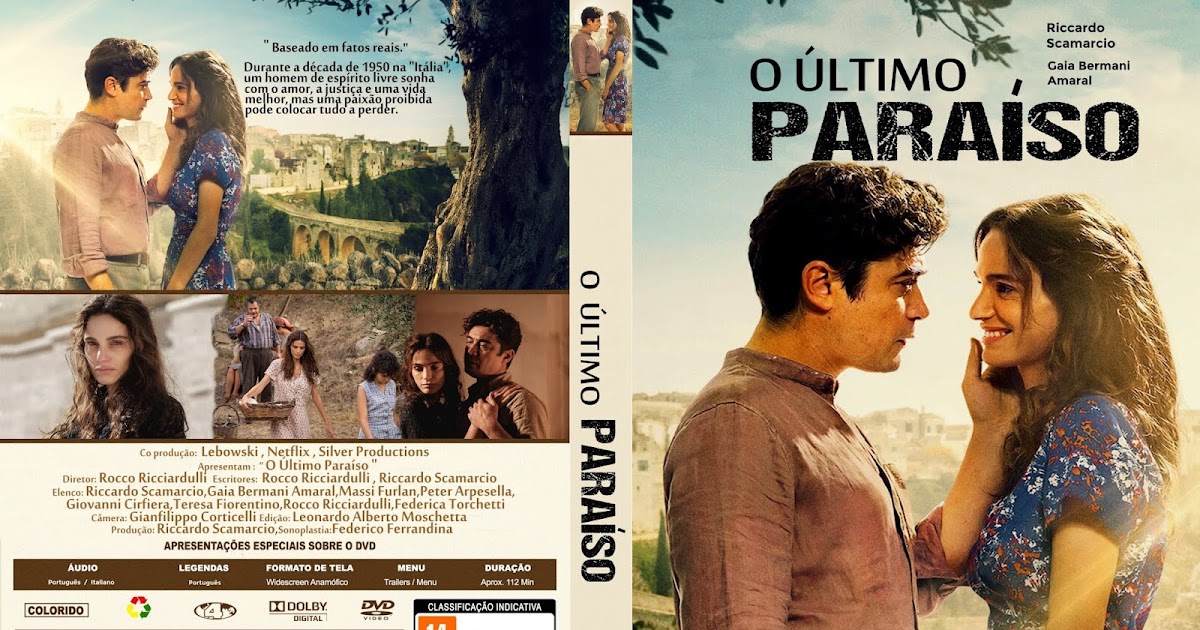 " Baseado em fatos reais."
Durante a década de 1950 na "Itália",
um homem de espírito livre sonha
com o amor, a justiça e uma vida
melhor, mas uma paixão proibida
pode colocar tudo a perder.
Co produção: Lebowski , Netflix , Silver Productions
Apresentam : " O Último Paraíso "
Diretor: Rocco Ricciardulli Escritores: Rocco Ricciardulli , Riccardo Scamarcio
Elenco: Riccardo Scamarcio,Gaia Bermani Amaral,Massi Furlan,Peter Arpesella,
Giovanni Cirfiera,Teresa Fiorentino,Rocco Ricciardulli,Federica Torchetti
Câmera: Gianfilippo Corticelli Edição: Leonardo Alberto Moschetta
Produção: Riccardo Scamarcio,Sonoplastia:Federico Ferrandina
APRESENTAÇÕES ESPECIAIS SOBRE O DVD
ÁUDIO LEGENDAS FORMATO DE TELA MENU DURAÇÃO
Português / Italiano Português Widescreen Anamófico Trailers / Menu Aprox. 112 Min
COLORIDO 4 DOLBY DIGITAL DVD VIDEO
CLASSIFICAÇÃO INDICATIVA
14
O ÚLTIMO PARAÍSO
Riccardo
Scamarcio
Gaia Bermani
Amaral
O ÚLTIMO
PARAÍSO